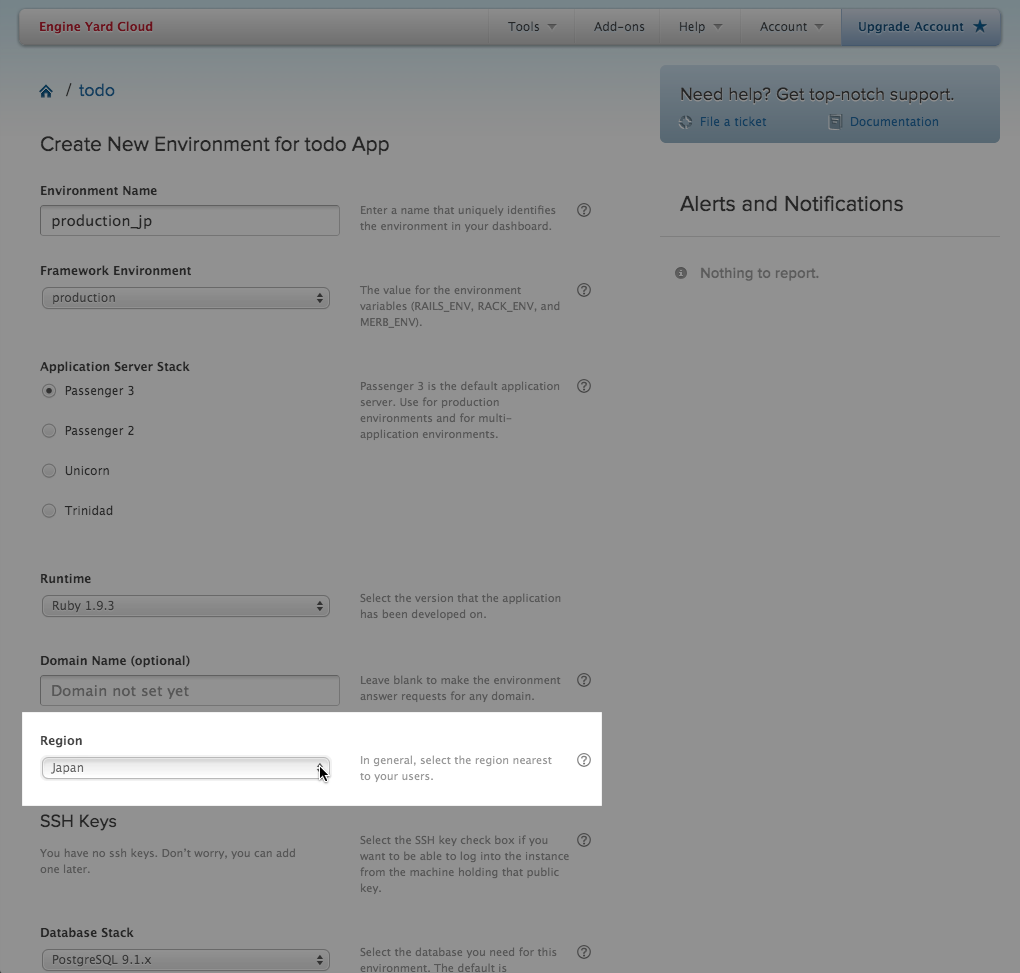 Engine Yard Cloud
Tools
Add-ons
Help
Account
Upgrade Account
/ todo
Need help? Get top-notch support.
File a ticket
Documentation
Create New Environment for todo App
Alerts and Notifications
Nothing to report.
Environment Name
production_jp
Enter a name that uniquely identifies
the environment in your dashboard.
Framework Environment
production
The value for the environment
variables (RAILS_ENV, RACK_ENV, and
MERB_ENV).
Application Server Stack
Passenger 3
Passenger 2
Unicorn
Trinidad
Passenger 3 is the default application
server. Use for production
environments and for multi-
application environments.
Runtime
Ruby 1.9.3
Select the version that the application
has been developed on.
Domain Name (optional)
Domain not set yet
Leave blank to make the environment
answer requests for any domain.
Region
Japan
In general, select the region nearest
to your users.
SSH Keys
You have no ssh keys. Don't worry, you can add
one later.
Select the SSH key check box if you
want to be able to log into the instance
from the machine holding that public
key.
Database Stack
PostgreSQL 9.1.x
Select the database you need for this
environment. The default is